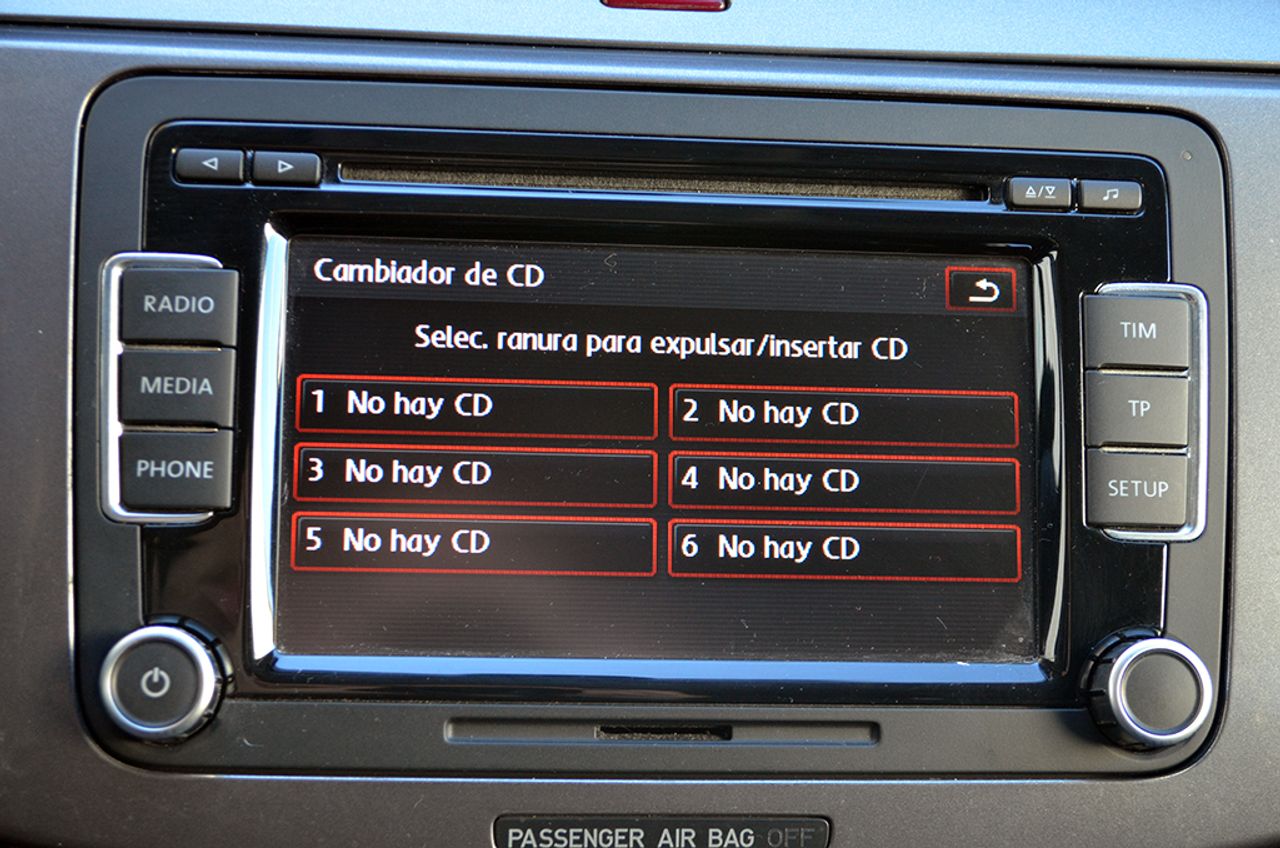 Cambiador de CD
Selec. ranura para expulsar/insertar CD
1 No hay CD
2 No hay CD
3 No hay CD
4 No hay CD
5 No hay CD
6 No hay CD
RADIO
MEDIA
PHONE
TIM
TP
SETUP
PASSENGER AIR BAG OFF